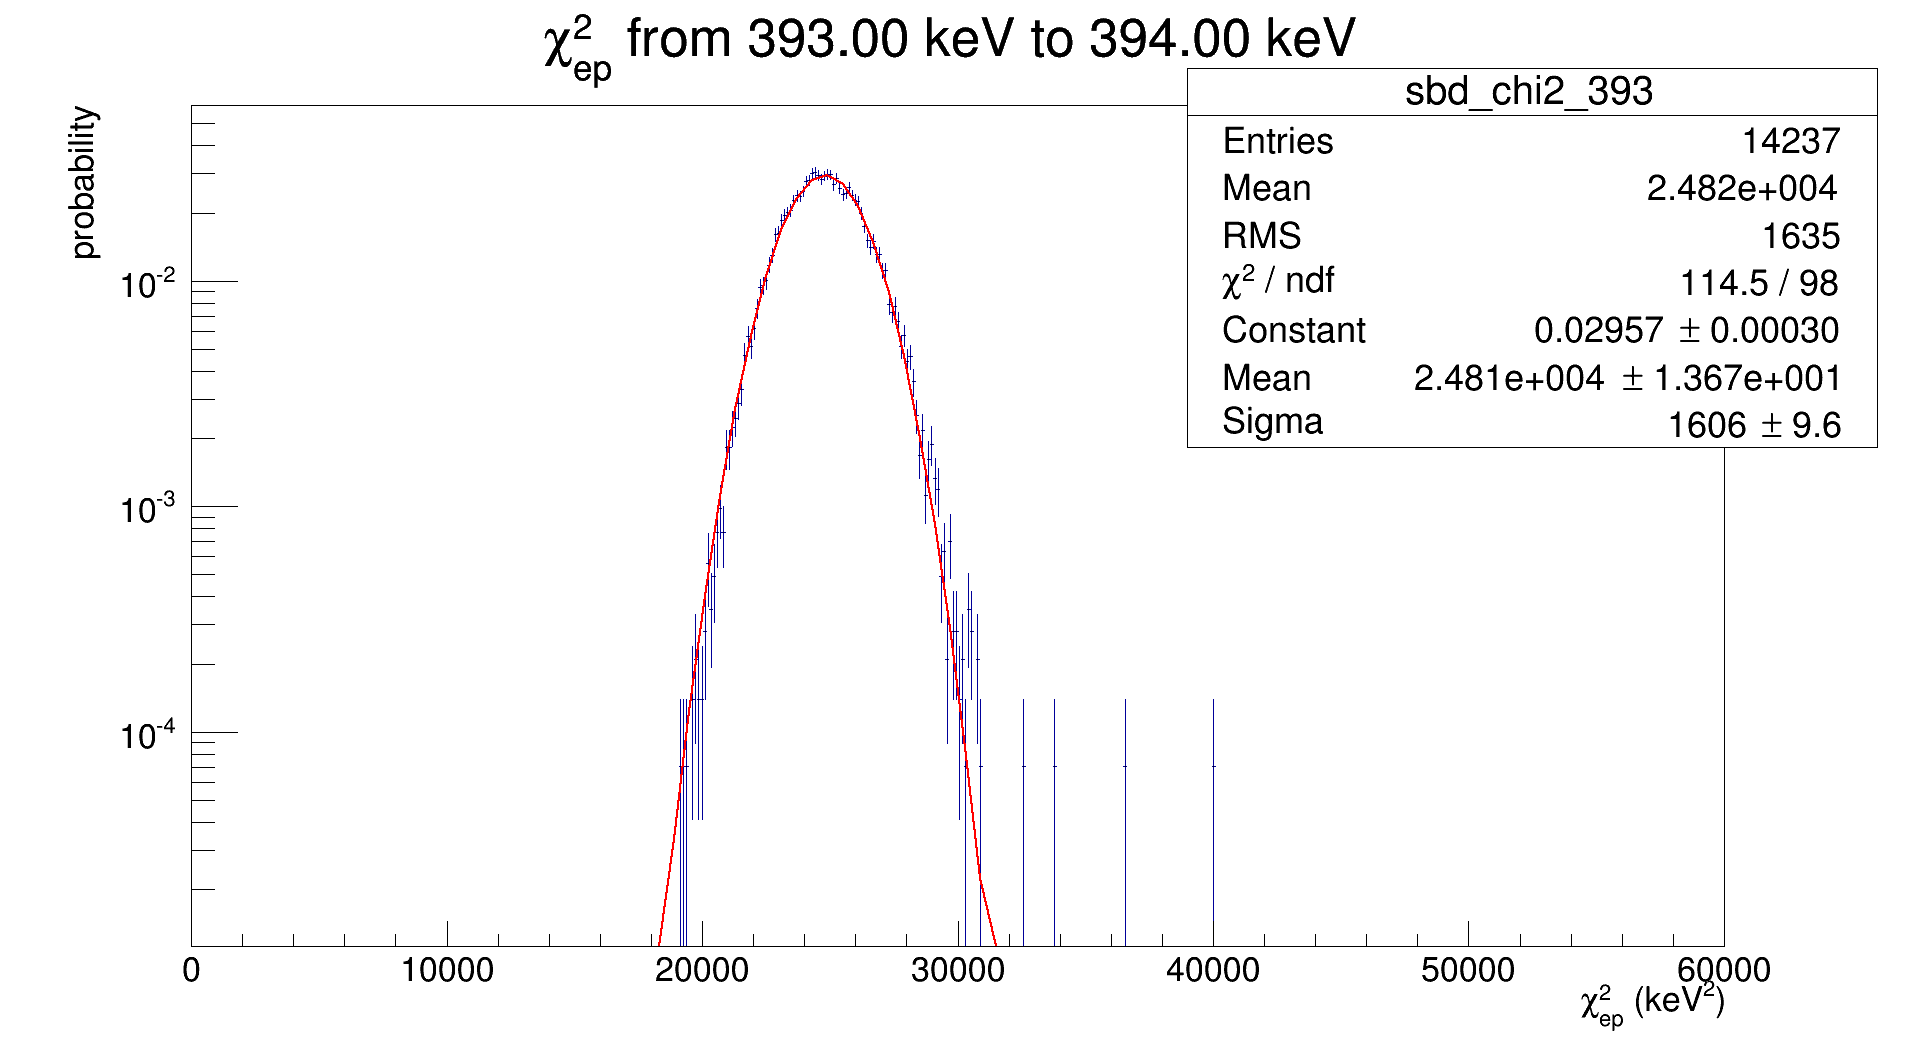 χ²ep from 393.00 keV to 394.00 keV
sbd_chi2_393
Entries 14237
Mean 2.482e+004
RMS 1635
χ² / ndf 114.5 / 98
Constant 0.02957 ± 0.00030
Mean 2.481e+004 ± 1.367e+001
Sigma 1606 ± 9.6
probability
10⁻²
10⁻³
10⁻⁴
0 10000 20000 30000 40000 50000 60000
χ²ep (keV²)